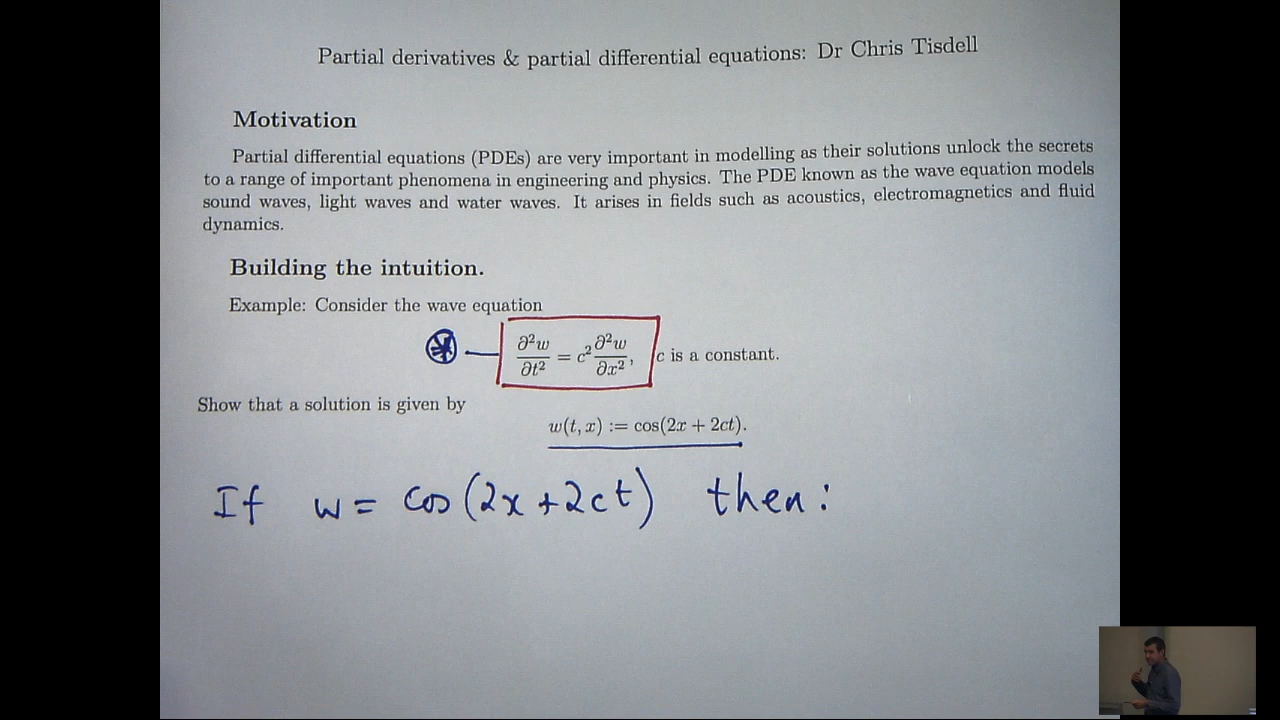 Partial derivatives & partial differential equations: Dr Chris Tisdell
Motivation
Partial differential equations (PDEs) are very important in modelling as their solutions unlock the secrets
to a range of important phenomena in engineering and physics. The PDE known as the wave equation models
sound waves, light waves and water waves. It arises in fields such as acoustics, electromagnetics and fluid
dynamics.
Building the intuition.
Example: Consider the wave equation
∂²w/∂t² = c² ∂²w/∂x², c is a constant.
Show that a solution is given by
w(t, x) := cos(2x + 2ct).
If w = cos(2x+2ct) then: